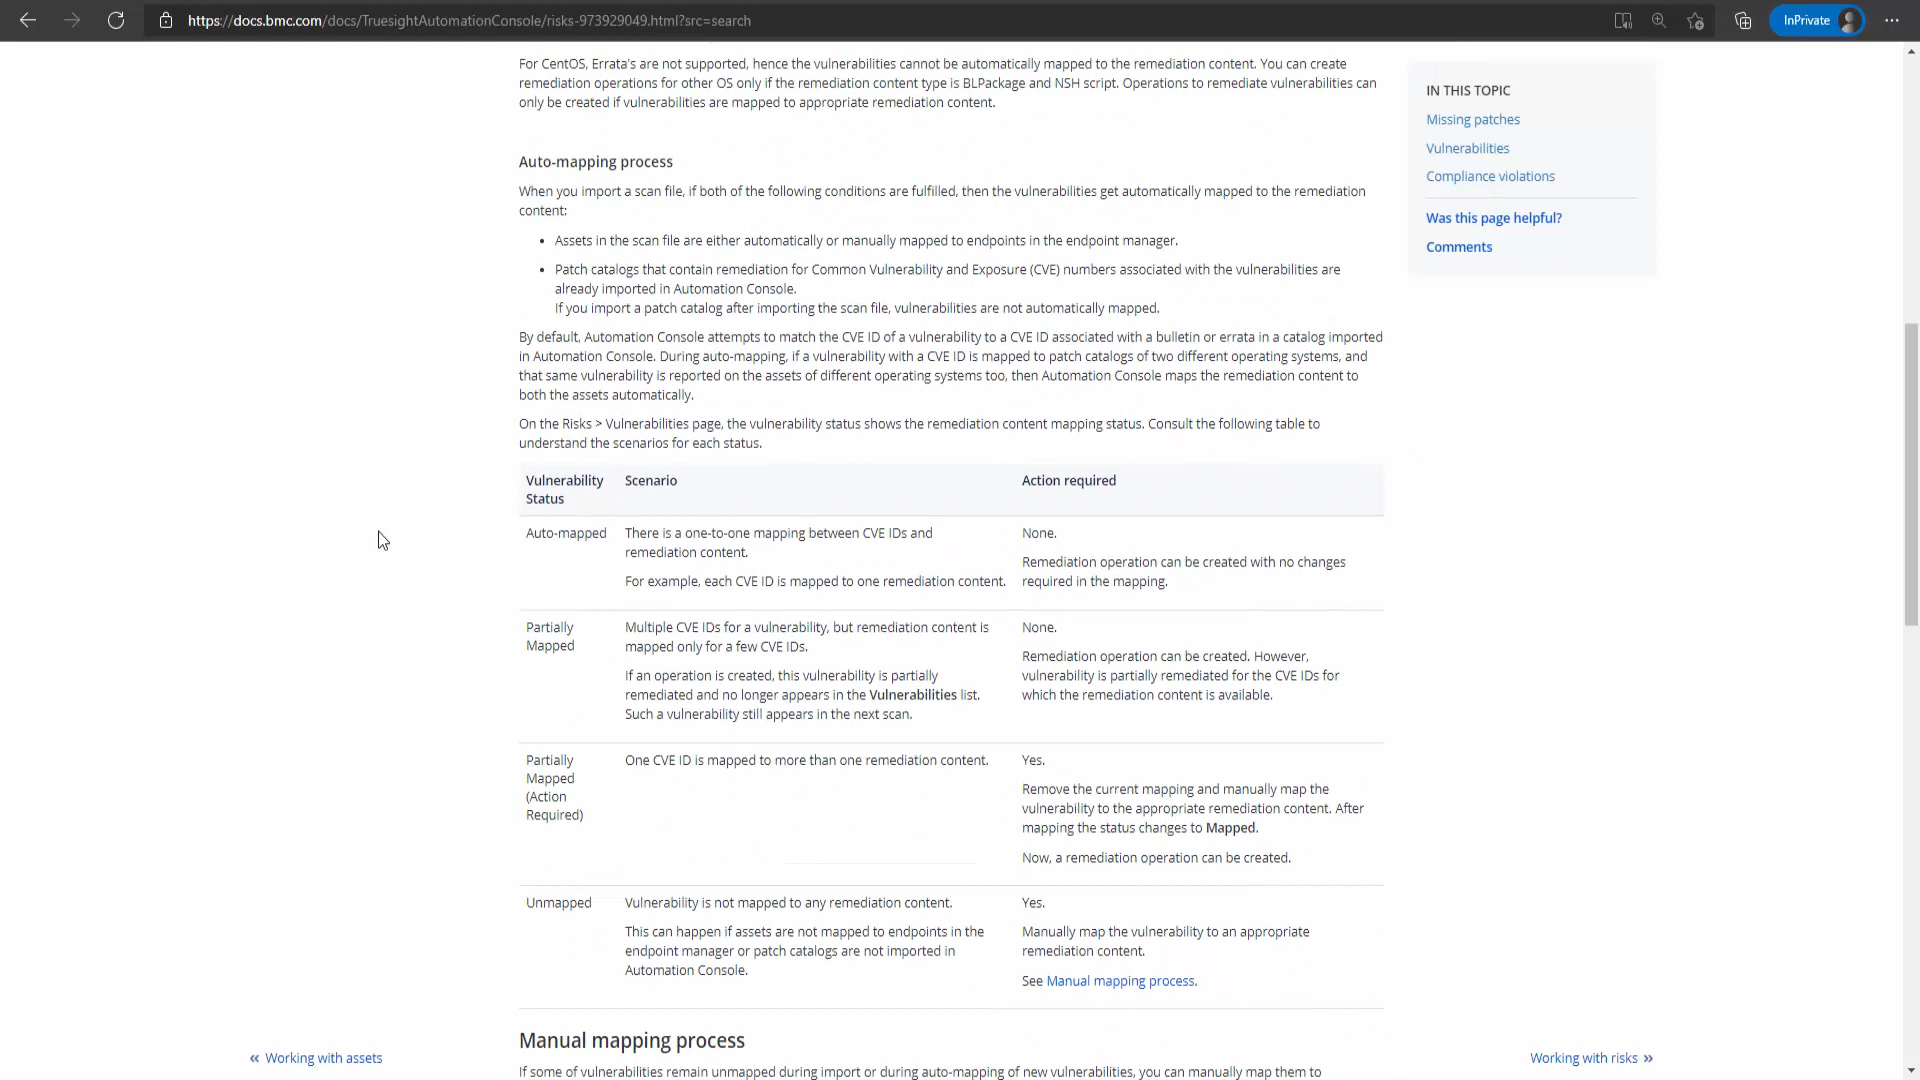 https://docs.bmc.com/docs/TruesightAutomationConsole/risks-973929049.html?src=search
InPrivate
For CentOS, Errata's are not supported, hence the vulnerabilities cannot be automatically mapped to the remediation content. You can create
remediation operations for other OS only if the remediation content type is BLPackage and NSH script. Operations to remediate vulnerabilities can
only be created if vulnerabilities are mapped to appropriate remediation content.
IN THIS TOPIC
Missing patches
Vulnerabilities
Compliance violations
Was this page helpful?
Comments
Auto-mapping process
When you import a scan file, if both of the following conditions are fulfilled, then the vulnerabilities get automatically mapped to the remediation
content:
• Assets in the scan file are either automatically or manually mapped to endpoints in the endpoint manager.
• Patch catalogs that contain remediation for Common Vulnerability and Exposure (CVE) numbers associated with the vulnerabilities are
already imported in Automation Console.
If you import a patch catalog after importing the scan file, vulnerabilities are not automatically mapped.
By default, Automation Console attempts to match the CVE ID of a vulnerability to a CVE ID associated with a bulletin or errata in a catalog imported
in Automation Console. During auto-mapping, if a vulnerability with a CVE ID is mapped to patch catalogs of two different operating systems, and
that same vulnerability is reported on the assets of different operating systems too, then Automation Console maps the remediation content to
both the assets automatically.
On the Risks > Vulnerabilities page, the vulnerability status shows the remediation content mapping status. Consult the following table to
understand the scenarios for each status.
Vulnerability
Status
Scenario
Action required
Auto-mapped
There is a one-to-one mapping between CVE IDs and
remediation content.
For example, each CVE ID is mapped to one remediation content.
None.
Remediation operation can be created with no changes
required in the mapping.
Partially
Mapped
Multiple CVE IDs for a vulnerability, but remediation content is
mapped only for a few CVE IDs.
If an operation is created, this vulnerability is partially
remediated and no longer appears in the Vulnerabilities list.
Such a vulnerability still appears in the next scan.
None.
Remediation operation can be created. However,
vulnerability is partially remediated for the CVE IDs for
which the remediation content is available.
Partially
Mapped
(Action
Required)
One CVE ID is mapped to more than one remediation content.
Yes.
Remove the current mapping and manually map the
vulnerability to the appropriate remediation content. After
mapping the status changes to Mapped.
Now, a remediation operation can be created.
Unmapped
Vulnerability is not mapped to any remediation content.
This can happen if assets are not mapped to endpoints in the
endpoint manager or patch catalogs are not imported in
Automation Console.
Yes.
Manually map the vulnerability to an appropriate
remediation content.
See Manual mapping process.
Manual mapping process
« Working with assets
Working with risks »
If some of vulnerabilities remain unmapped during import or during auto-mapping of new vulnerabilities, you can manually map them to